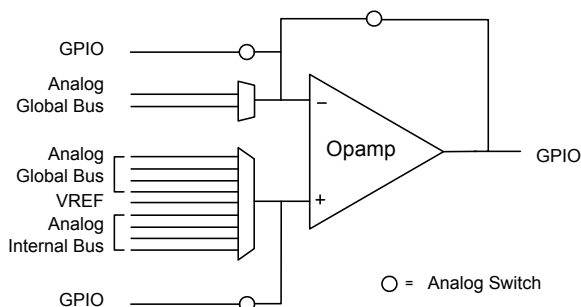 GPIO
Analog
Global Bus
−
Opamp
GPIO
Analog
Global Bus
VREF
+
Analog
Internal Bus
= Analog Switch
GPIO